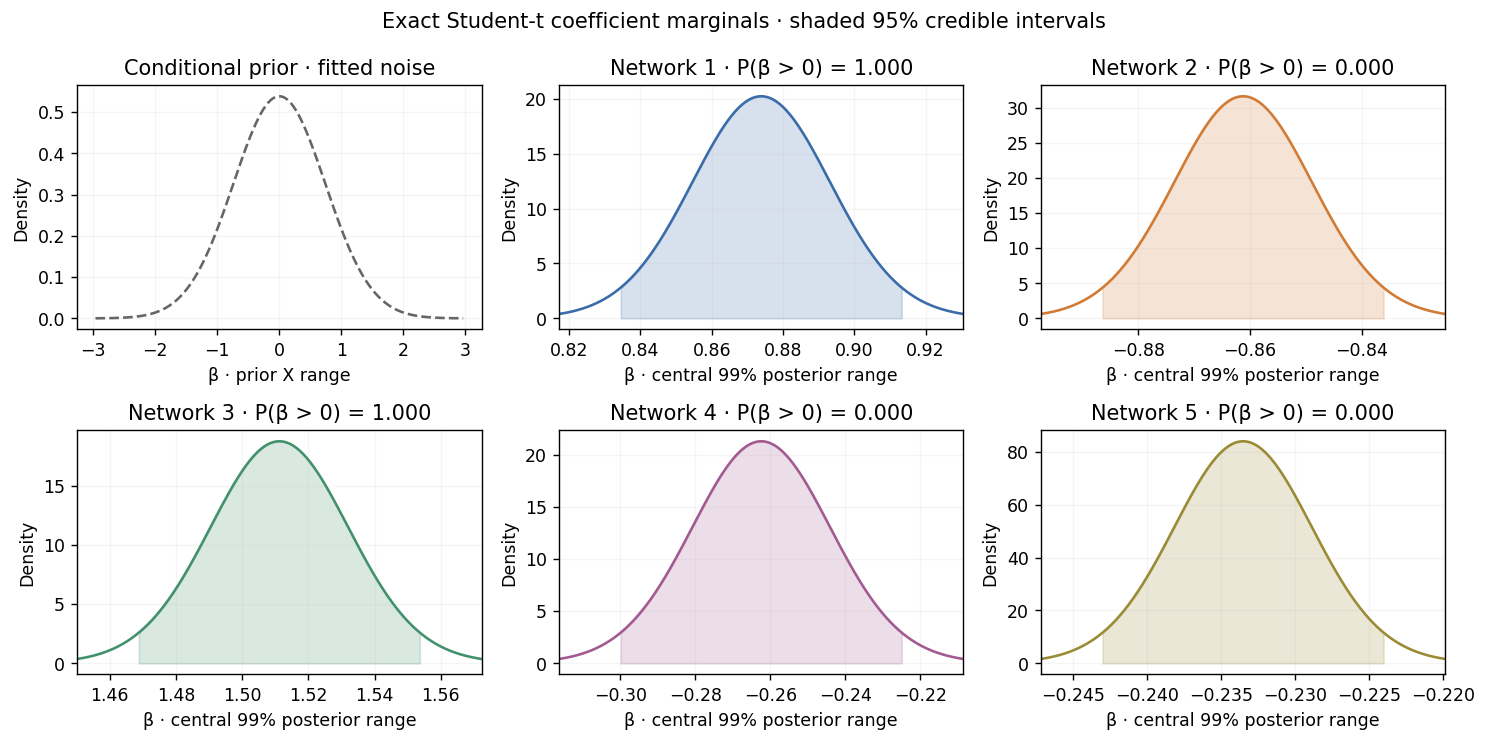 Exact Student-t coefficient marginals · shaded 95% credible intervals
Conditional prior · fitted noise
Density
0.5
0.4
0.3
0.2
0.1
0.0
−3 −2 −1 0 1 2 3
β · prior X range
Network 1 · P(β > 0) = 1.000
Density
20
15
10
5
0
0.82 0.84 0.86 0.88 0.90 0.92
β · central 99% posterior range
Network 2 · P(β > 0) = 0.000
Density
30
25
20
15
10
5
0
−0.88 −0.86 −0.84
β · central 99% posterior range
Network 3 · P(β > 0) = 1.000
Density
15
10
5
0
1.46 1.48 1.50 1.52 1.54 1.56
β · central 99% posterior range
Network 4 · P(β > 0) = 0.000
Density
20
15
10
5
0
−0.30 −0.28 −0.26 −0.24 −0.22
β · central 99% posterior range
Network 5 · P(β > 0) = 0.000
Density
80
60
40
20
0
−0.245 −0.240 −0.235 −0.230 −0.225 −0.220
β · central 99% posterior range